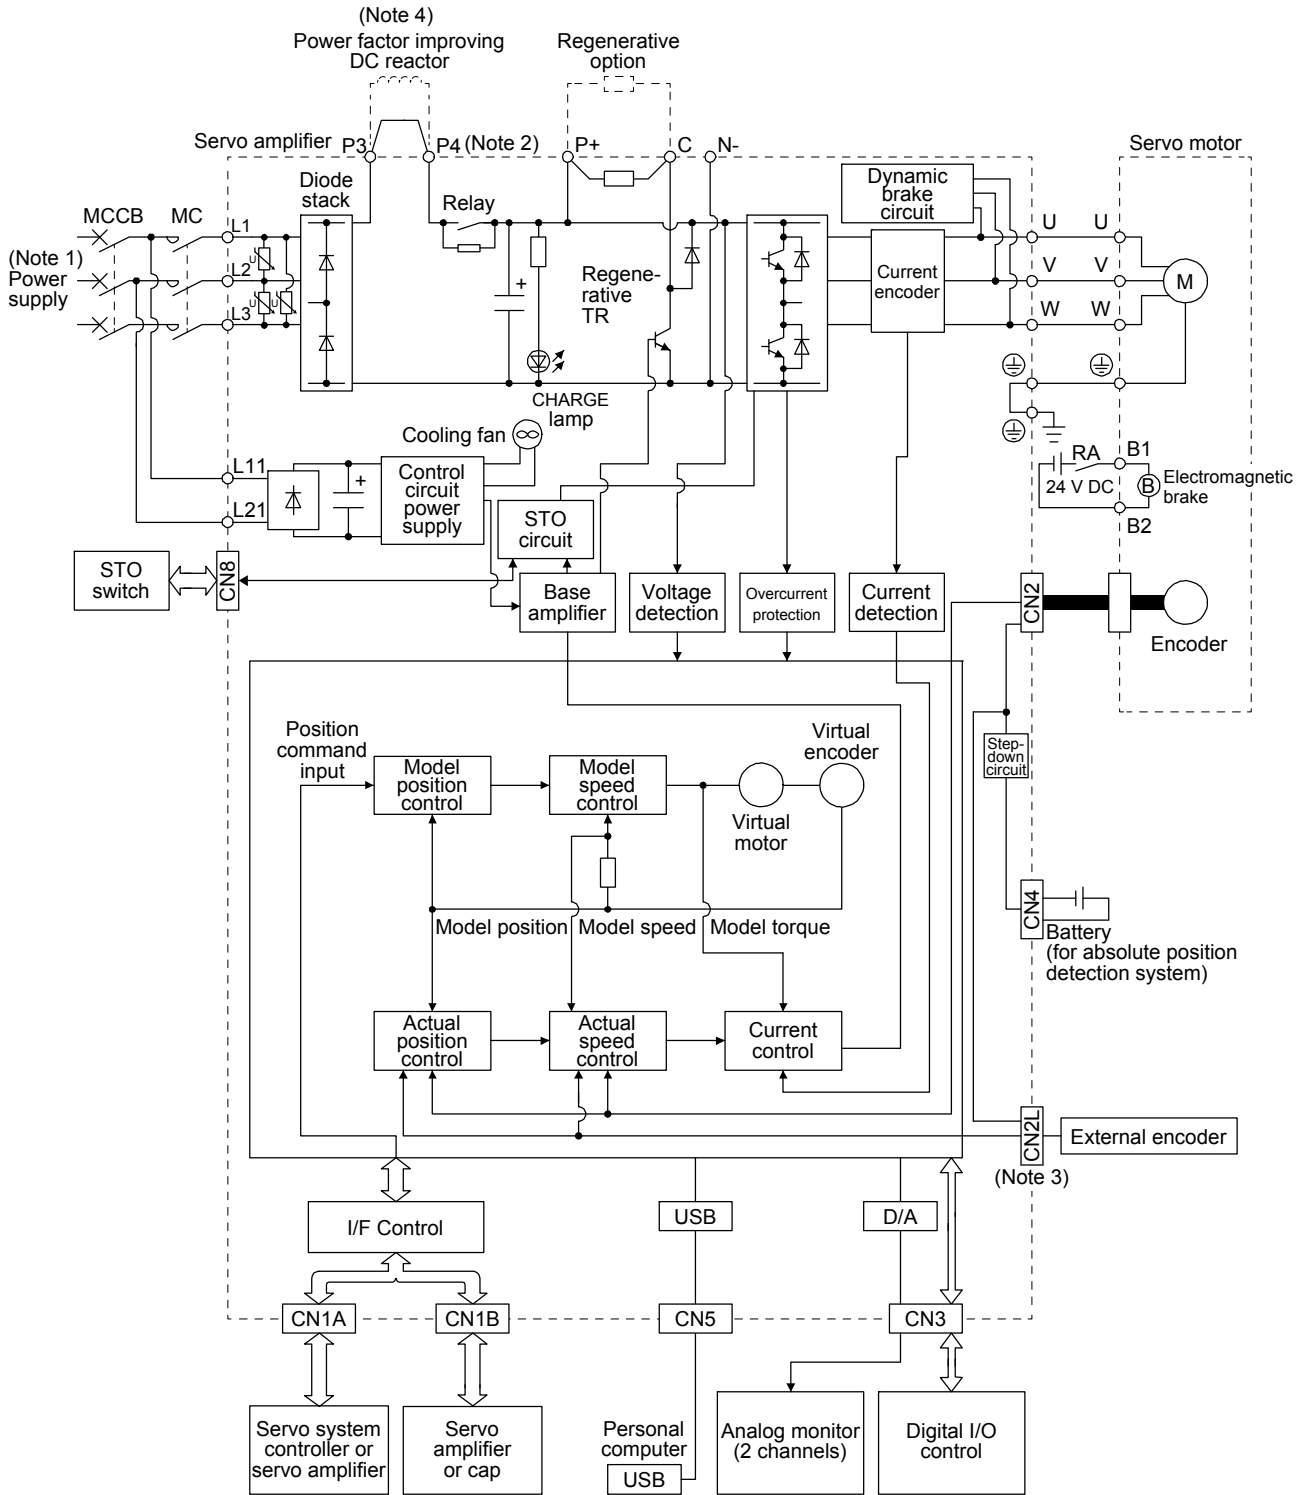 (Note 4)
Power factor improving
DC reactor
Regenerative
option
Servo amplifier
P3
P4
(Note 2)
P+
C
N-
Servo motor
Diode
stack
Dynamic
brake
circuit
MCCB
MC
L1
Relay
U
U
(Note 1)
Power
supply
U
L2
+
Regene-
rative
TR
Current
encoder
V
V
M
U
U
L3
W
W
CHARGE
lamp
Cooling fan
L11
Control
circuit
power
supply
+
RA
B1
24 V DC
B
Electromagnetic
brake
L21
STO
circuit
B2
STO
switch
CN8
Base
amplifier
Voltage
detection
Overcurrent
protection
Current
detection
CN2
Encoder
Position
command
input
Virtual
encoder
Step-
down
circuit
Model
position
control
Model
speed
control
Virtual
motor
CN4
Model position
Model speed
Model torque
Battery
(for absolute position
detection system)
Actual
position
control
Actual
speed
control
Current
control
CN2L
External encoder
(Note 3)
I/F Control
USB
D/A
CN1A
CN1B
CN5
CN3
Servo system
controller or
servo amplifier
Servo
amplifier
or cap
Personal
computer
USB
Analog monitor
(2 channels)
Digital I/O
control